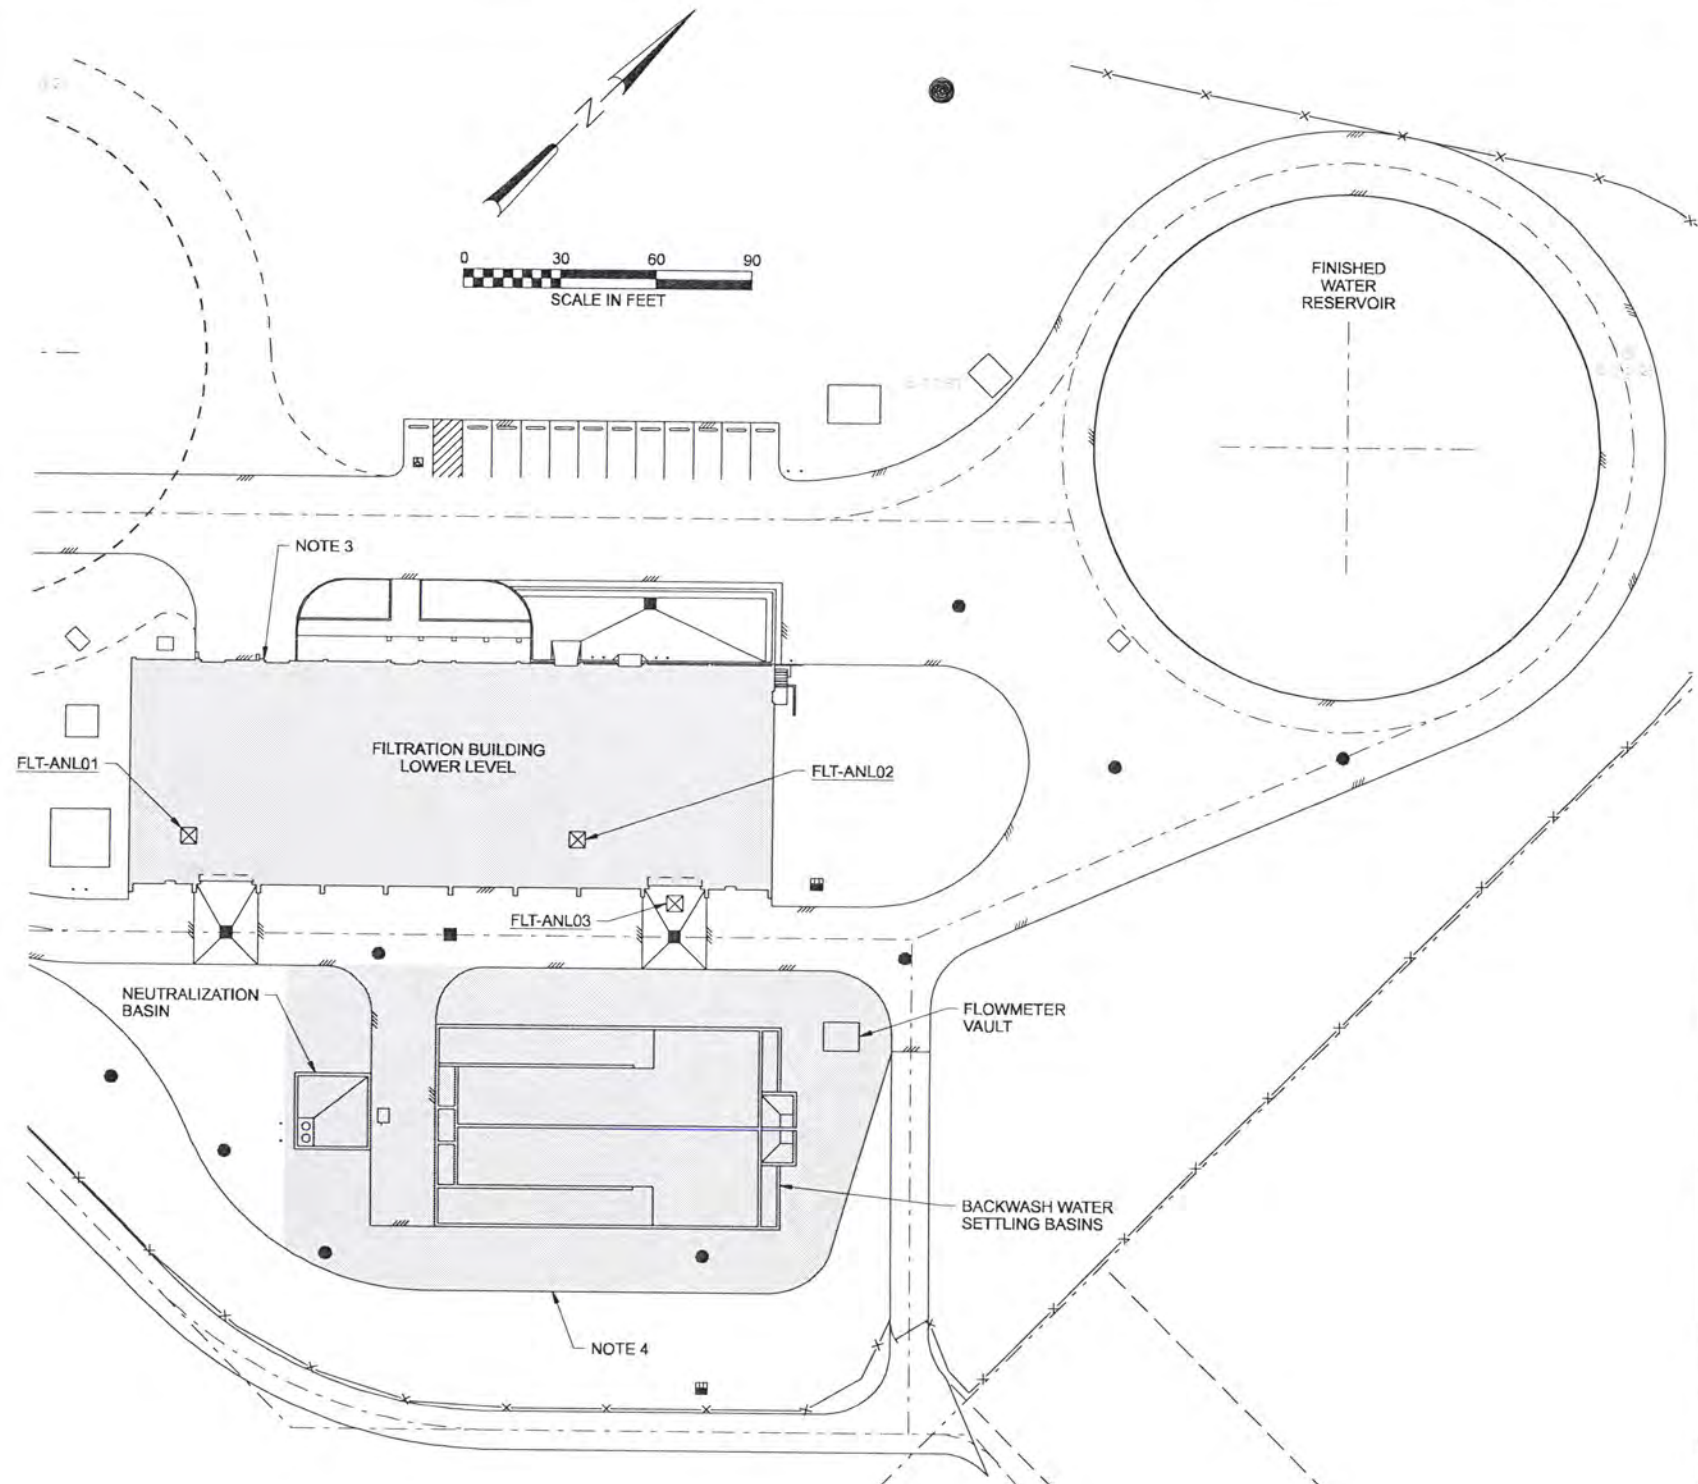 N
0 30 60 90
SCALE IN FEET
FINISHED
WATER
RESERVOIR
NOTE 3
FILTRATION BUILDING
LOWER LEVEL
FLT-ANL01
FLT-ANL02
FLT-ANL03
NEUTRALIZATION
BASIN
FLOWMETER
VAULT
BACKWASH WATER
SETTLING BASINS
NOTE 4